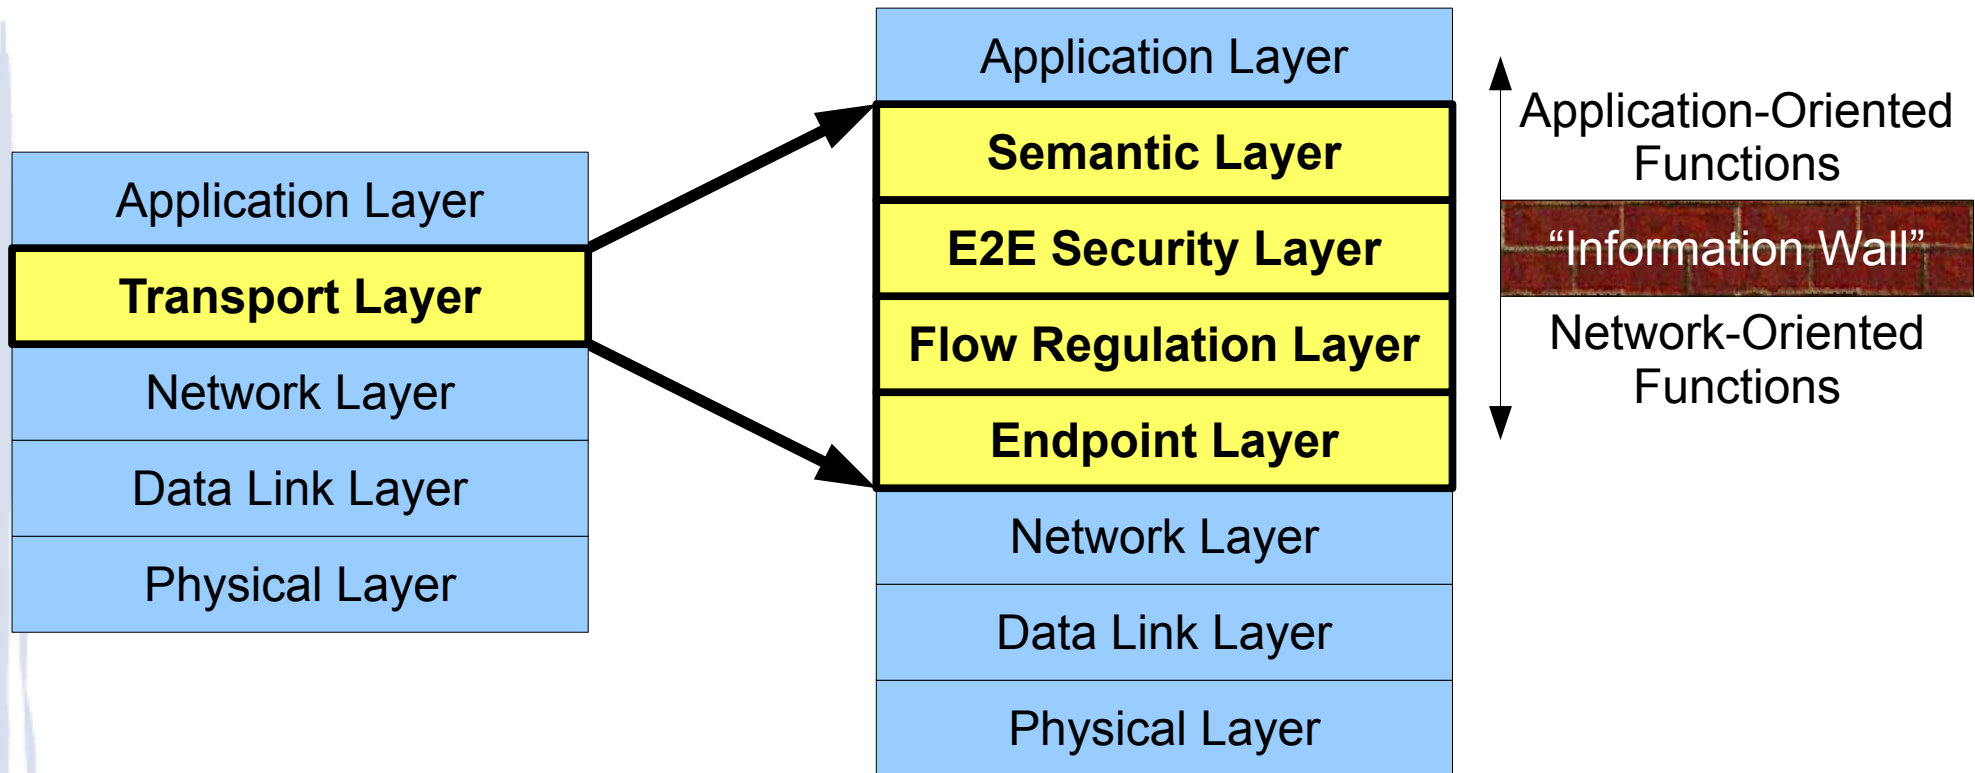 Application Layer
Transport Layer
Network Layer
Data Link Layer
Physical Layer
Application Layer
Semantic Layer
E2E Security Layer
Flow Regulation Layer
Endpoint Layer
Network Layer
Data Link Layer
Physical Layer
Application-Oriented
Functions
“Information Wall”
Network-Oriented
Functions